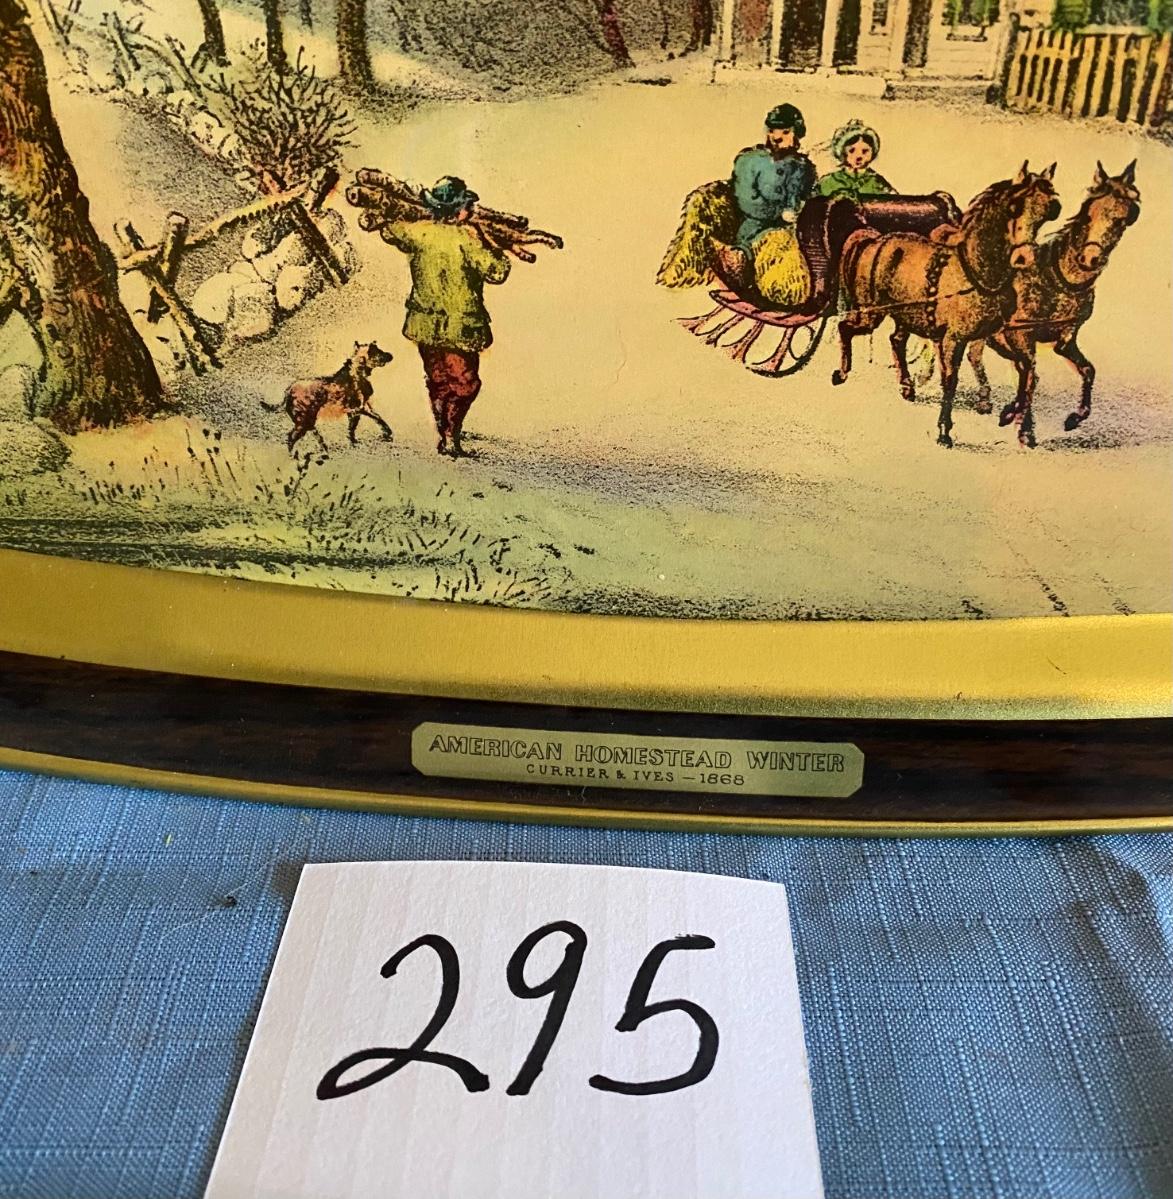 AMERICAN HOMESTEAD WINTER
CURRIER & IVES – 1868
295